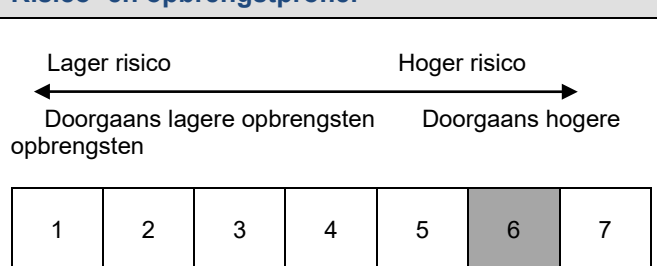 Risico- en opbrengstprofiel
Lager risico Hoger risico
Doorgaans lagere opbrengsten Doorgaans hogere
opbrengsten
1 2 3 4 5 6 7